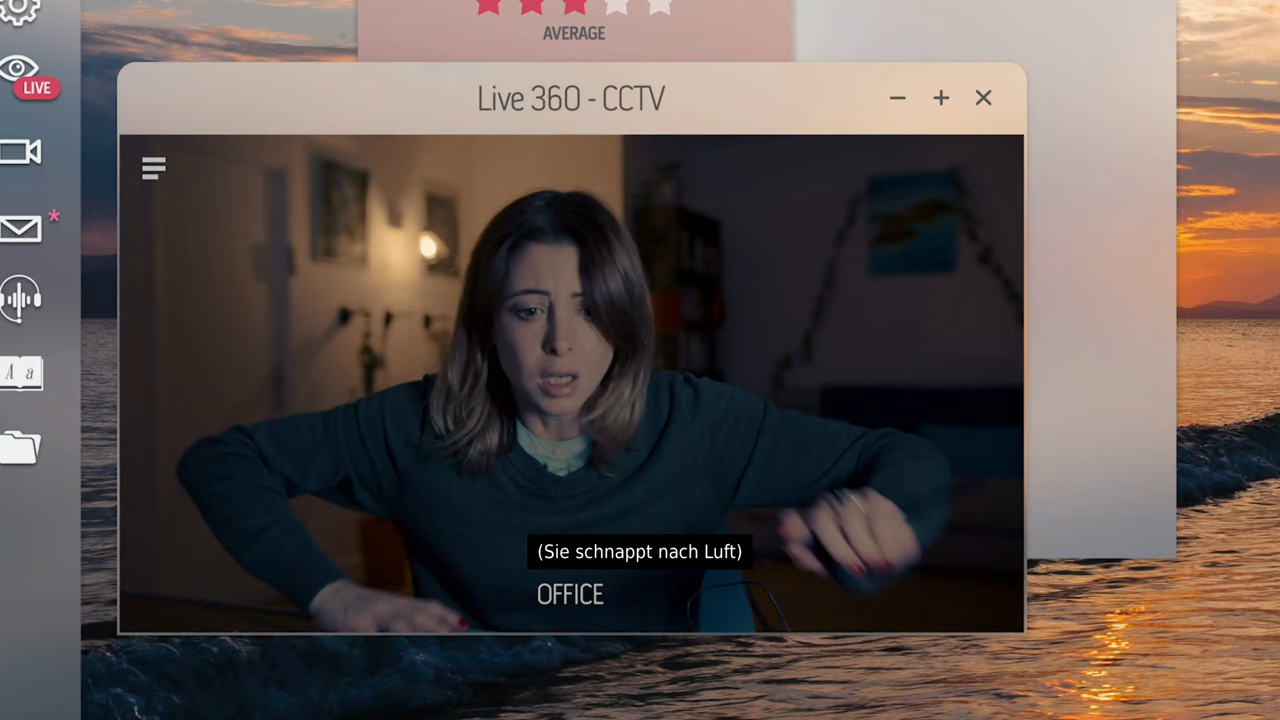 AVERAGE
LIVE
Live 360 - CCTV
A a
(Sie schnappt nach Luft)
OFFICE